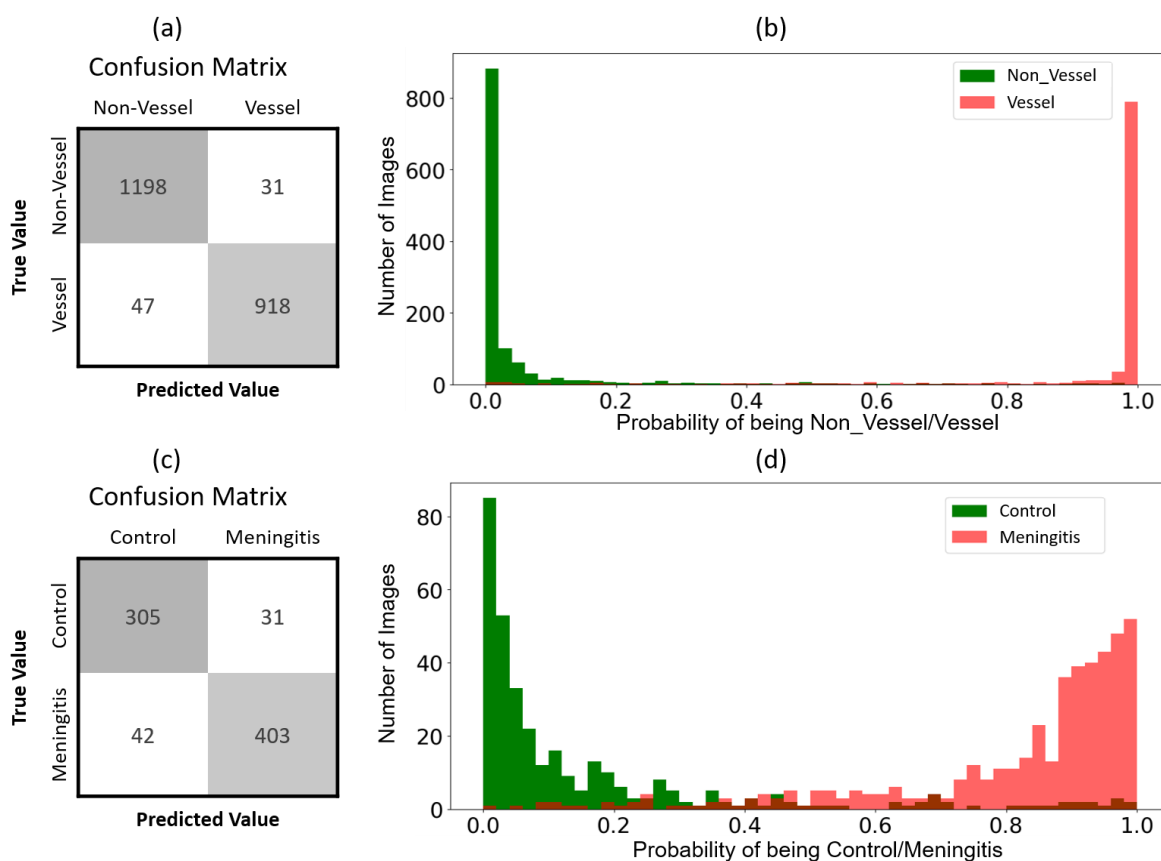 (a)
Confusion Matrix
Non-Vessel Vessel
True Value
Non-Vessel
1198 31
Vessel
47 918
Predicted Value
(b)
Number of Images
800
600
400
200
0
Non_Vessel
Vessel
0.0 0.2 0.4 0.6 0.8 1.0
Probability of being Non_Vessel/Vessel
(c)
Confusion Matrix
Control Meningitis
True Value
Control
305 31
Meningitis
42 403
Predicted Value
(d)
Number of Images
80
60
40
20
0
Control
Meningitis
0.0 0.2 0.4 0.6 0.8 1.0
Probability of being Control/Meningitis